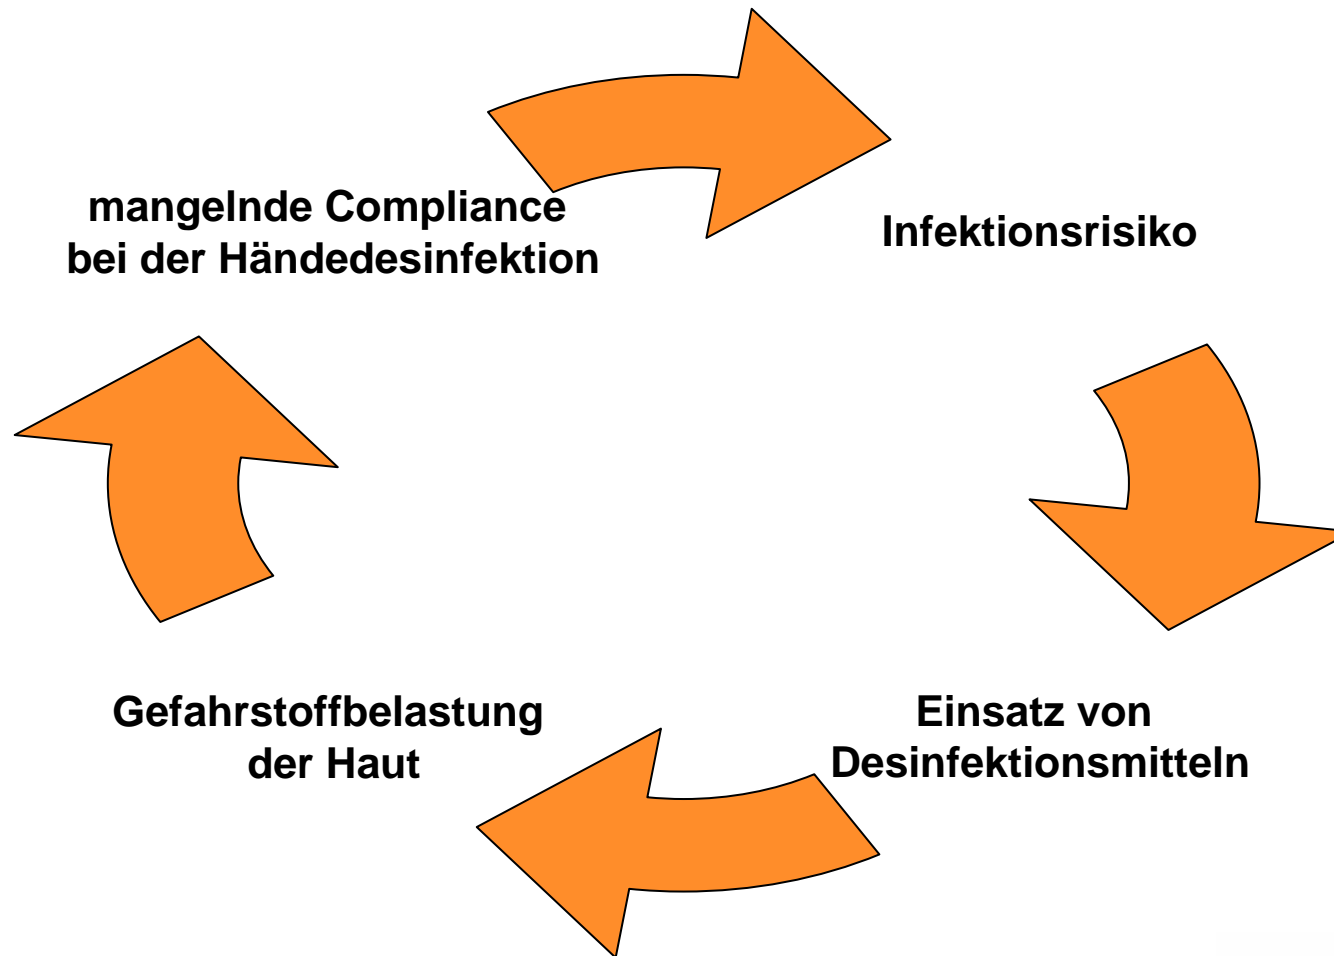 mangelnde Compliance
bei der Händedesinfektion
Infektionsrisiko
Gefahrstoffbelastung
der Haut
Einsatz von
Desinfektionsmitteln